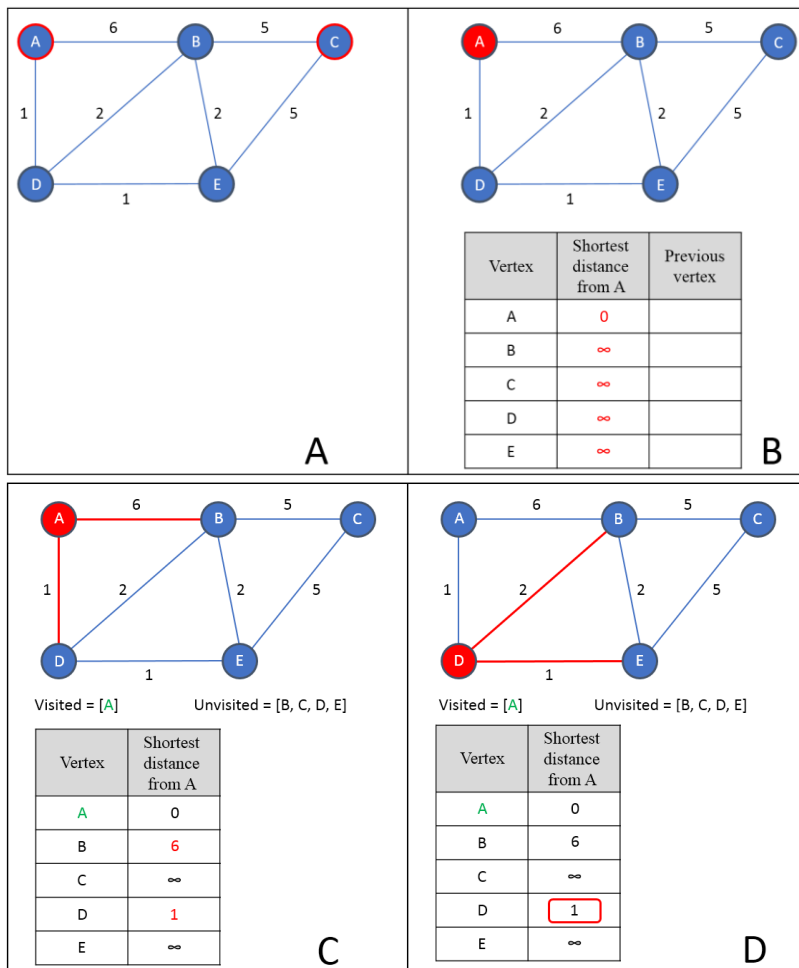 6
5
A
B
C
1
2
2
5
D
E
1
A
6
5
A
B
C
1
2
2
5
D
E
1
Vertex Shortest distance from A Previous vertex
A 0
B ∞
C ∞
D ∞
E ∞
B
6
5
A
B
C
1
2
2
5
D
E
1
Visited = [A] Unvisited = [B, C, D, E]
Vertex Shortest distance from A
A 0
B 6
C ∞
D 1
E ∞
C
6
5
A
B
C
1
2
2
5
D
E
1
Visited = [A] Unvisited = [B, C, D, E]
Vertex Shortest distance from A
A 0
B 6
C ∞
D 1
E ∞
D